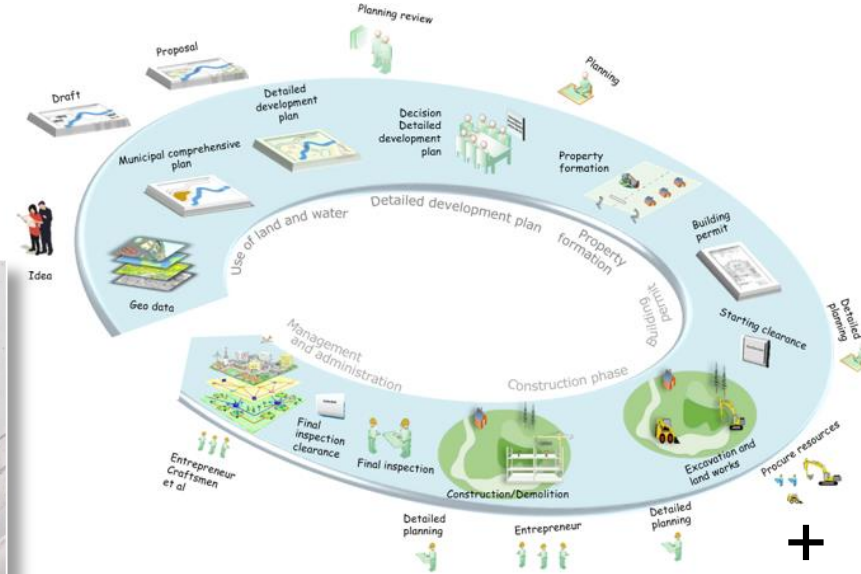 Planning review
Proposal
Draft
Planning
Detailed
development
plan
Decision
Detailed
development
plan
Municipal comprehensive
plan
Property
formation
Building
permit
Idea
Geo data
Use of land and water
Detailed development plan
Property
formation
Building
permit
Construction phase
Management
and administration
Starting clearance
Detailed
planning
Procure resources
Excavation and
land works
Detailed
planning
Construction/Demolition
Entrepreneur
Detailed
planning
Final inspection
Final
inspection
clearance
Entrepreneur
Craftsmen
et al
+